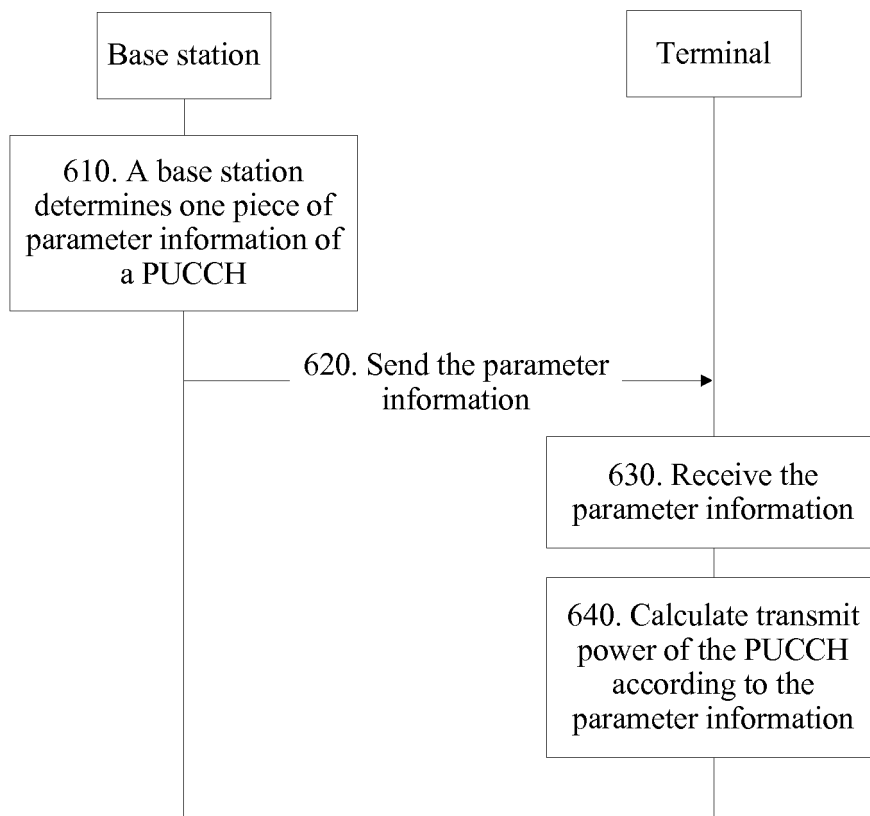 Base station
Terminal
610. A base station
determines one piece of
parameter information of
a PUCCH
620. Send the parameter
information
630. Receive the
parameter information
640. Calculate transmit
power of the PUCCH
according to the
parameter information